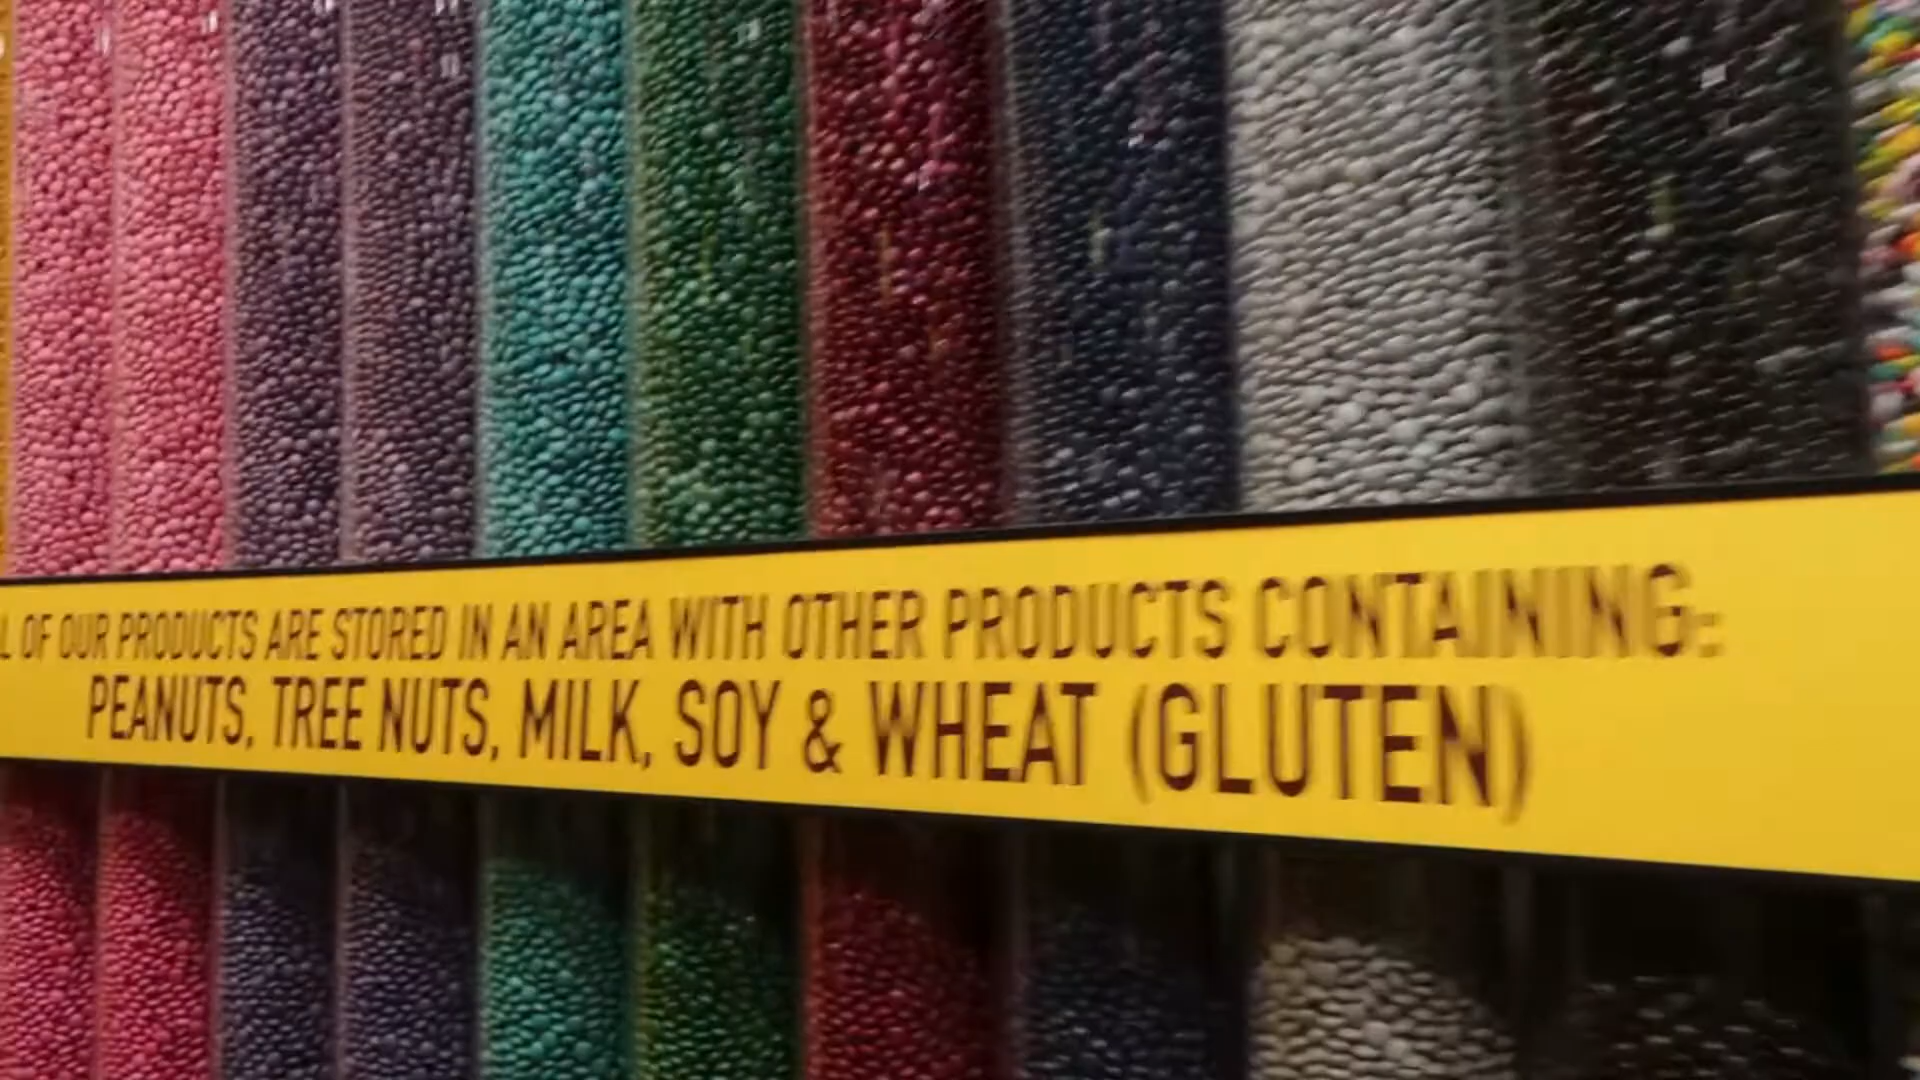 L OF OUR PRODUCTS ARE STORED IN AN AREA WITH OTHER PRODUCTS CONTAINING:
PEANUTS, TREE NUTS, MILK, SOY & WHEAT (GLUTEN)